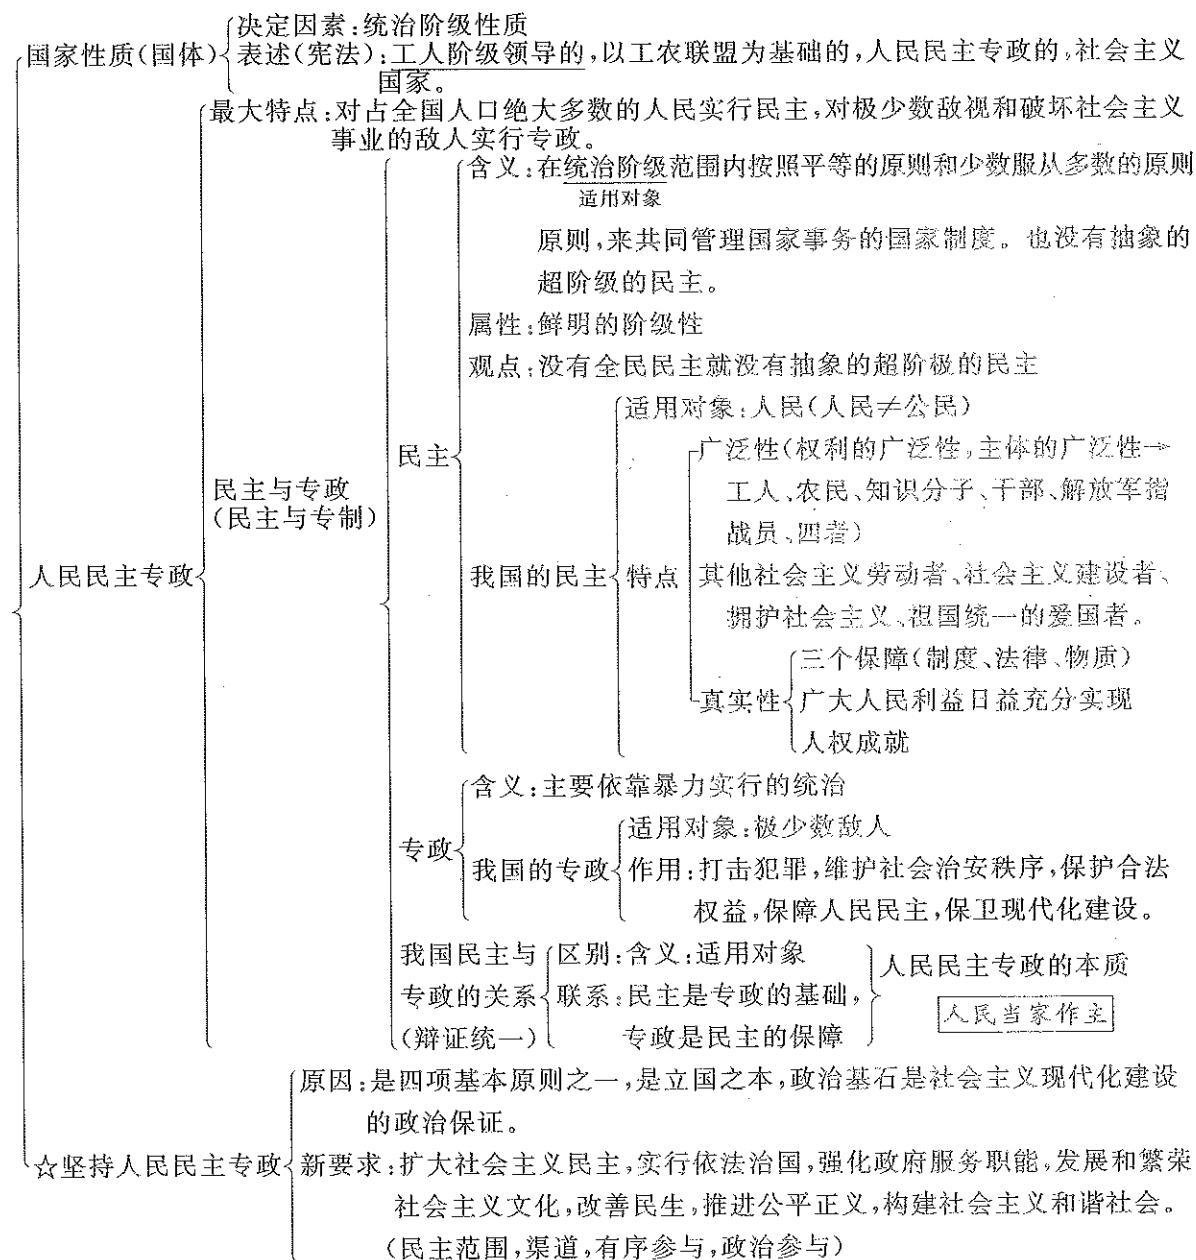 决定因素:统治阶级性质
国家性质(国体)
表述(宪法):工人阶级领导的,以工农联盟为基础的,人民民主专政的,社会主义
国家。
最大特点:对占全国人口绝大多数的人民实行民主,对极少数敌视和破坏社会主义
事业的敌人实行专政。
含义:在统治阶级范围内按照平等的原则和少数服从多数的原则
适用对象
原则,来共同管理国家事务的国家制度。也没有抽象的
超阶级的民主。
属性:鲜明的阶级性
观点:没有全民民主就没有抽象的超阶极的民主
适用对象:人民(人民≠公民)
民主
广泛性(权利的广泛性,主体的广泛性→
民主与专政
工人、农民、知识分子、干部、解放军指
(民主与专制)
战员、四者)
人民民主专政
我国的民主
特点
其他社会主义劳动者、社会主义建设者、
拥护社会主义、祖国统一的爱国者。
三个保障(制度、法律、物质)
真实性
广大人民利益日益充分实现
人权成就
含义:主要依靠暴力实行的统治
适用对象:极少数敌人
专政
我国的专政
作用:打击犯罪,维护社会治安秩序,保护合法
权益,保障人民民主,保卫现代化建设。
我国民主与
区别:含义:适用对象
人民民主专政的本质
专政的关系
联系:民主是专政的基础,
人民当家作主
(辩证统一)
专政是民主的保障
原因:是四项基本原则之一,是立国之本,政治基石是社会主义现代化建设
的政治保证。
☆坚持人民民主专政
新要求:扩大社会主义民主,实行依法治国,强化政府服务职能,发展和繁荣
社会主义文化,改善民生,推进公平正义,构建社会主义和谐社会。
(民主范围,渠道,有序参与,政治参与)